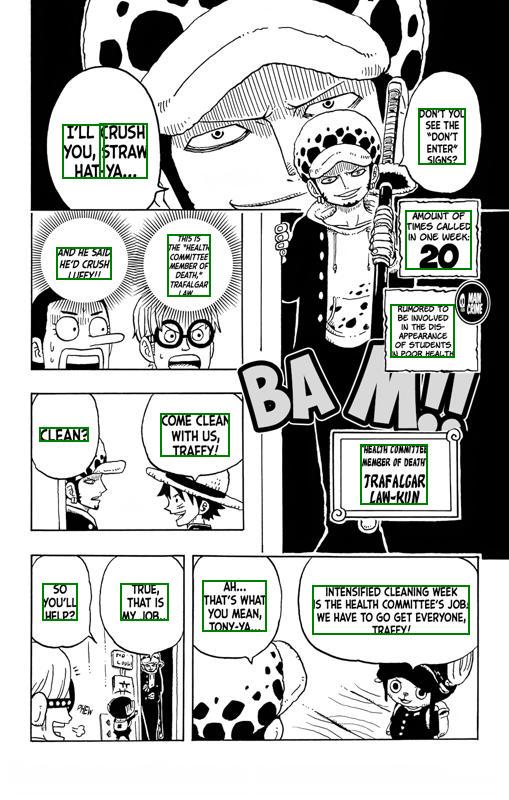 DON'T YOU
SEE THE
"DON'T
ENTER"
SIGNS?
I'LL CRUSH
YOU, STRAW
HAT-YA...
AMOUNT OF
TIMES CALLED
IN ONE WEEK:
20
MAIN
CRIME
RUMORED TO
BE INVOLVED
IN THE DIS-
APPEARANCE
OF STUDENTS
IN POOR HEALTH
THIS IS
THE "HEALTH
COMMITTEE
MEMBER OF
DEATH,"
TRAFALGAR
LAW
AND HE SAID
HE'D CRUSH
LUFFY!!
BAM!!
"HEALTH COMMITTEE
MEMBER OF DEATH"
TRAFALGAR
LAW-KUN
COME CLEAN
WITH US,
TRAFFY!
CLEAN?
TRUE,
THAT IS
MY JOB...
SO
YOU'LL
HELP?
PHEW
INTENSIFIED CLEANING WEEK
IS THE HEALTH COMMITTEE'S JOB.
WE HAVE TO GO GET EVERYONE,
TRAFFY!
AH...
THAT'S WHAT
YOU MEAN,
TONY-YA...